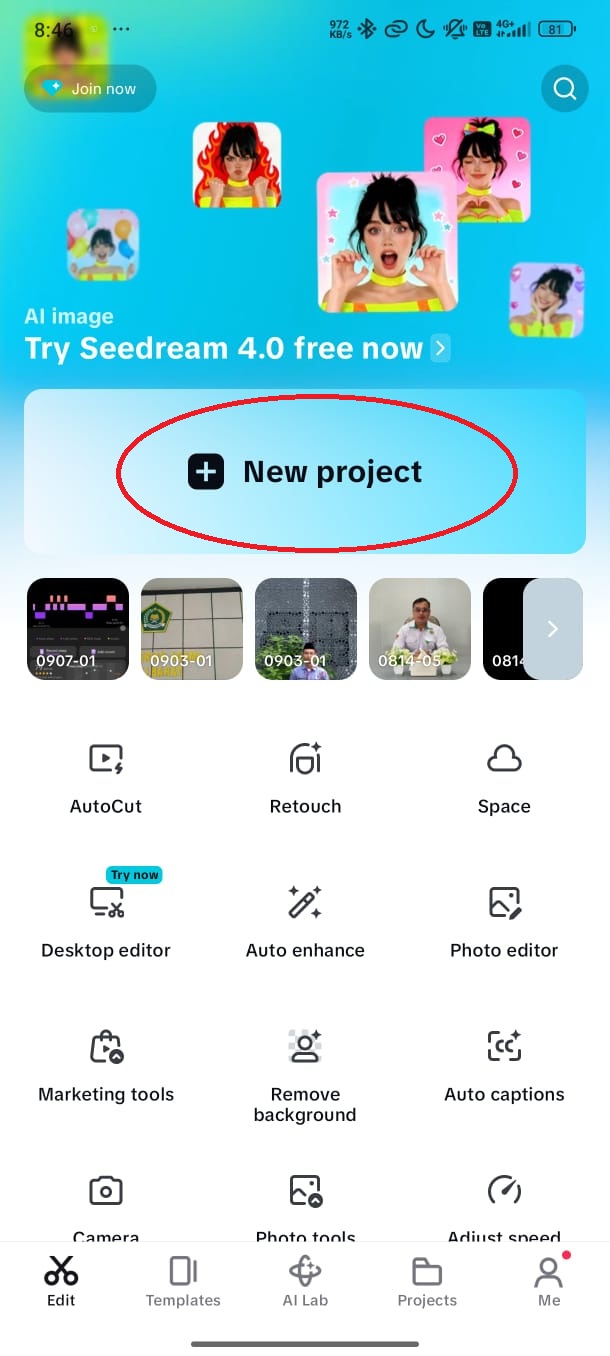 8:46
972
KB/s
Vo
LTE
4G+
81
Join now
AI image
Try Seedream 4.0 free now
New project
0907-01
0903-01
0903-01
0814-05
0814
AutoCut
Retouch
Space
Try now
Desktop editor
Auto enhance
Photo editor
Marketing tools
Remove
background
Auto captions
Camera
Photo tools
Adjust speed
Edit
Templates
AI Lab
Projects
Me